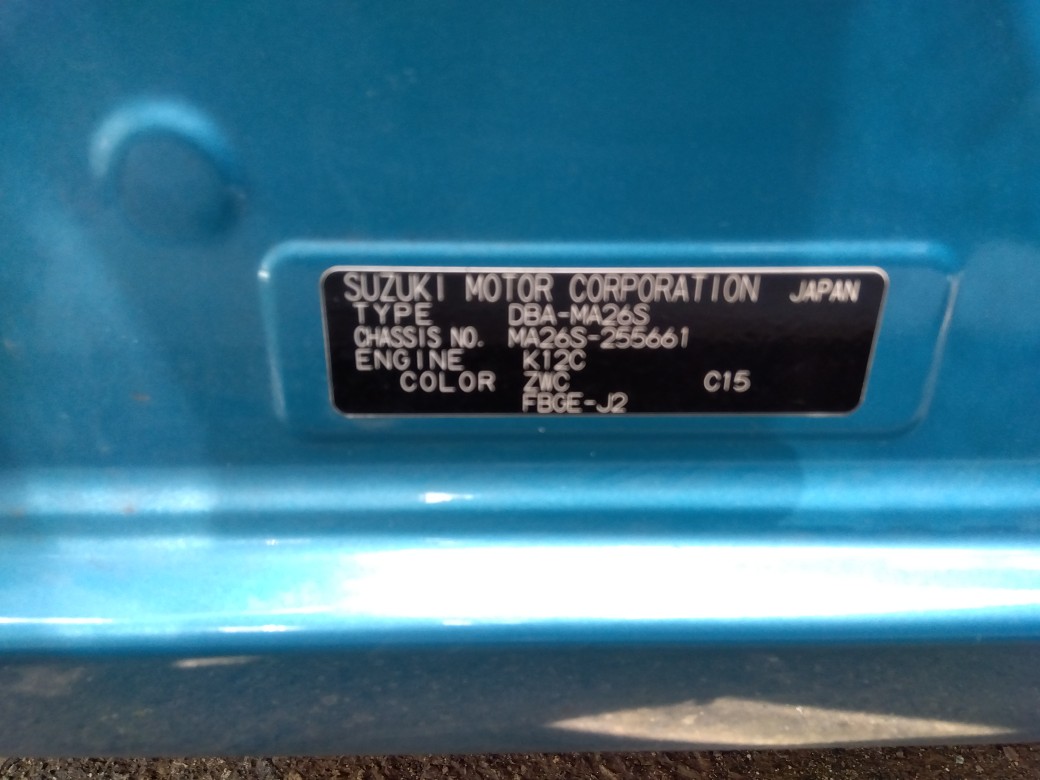 SUZUKI MOTOR CORPORATION JAPAN
TYPE DBA-MA26S
CHASSIS NO. MA26S-255661
ENGINE K12C
COLOR ZWC C15
FBGE-J2